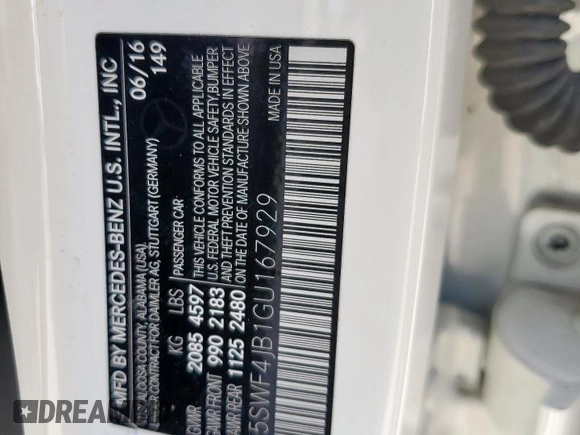 MFD BY MERCEDES-BENZ U.S. INTL., INC 06/16
COUNTY, ALABAMA (USA) 149
UNDER CONTRACT FOR DAIMLER AG, STUTTGART (GERMANY)
KG LBS PASSENGER CAR
GVWR 2085 4597 THIS VEHICLE CONFORMS TO ALL APPLICABLE
GAWR FRONT 990 2183 U.S. FEDERAL MOTOR VEHICLE SAFETY, BUMPER
GAWR REAR 1125 2480 AND THEFT PREVENTION STANDARDS IN EFFECT
ON THE DATE OF MANUFACTURE SHOWN ABOVE
55SWF4JB1GU167929 MADE IN USA
DREAM